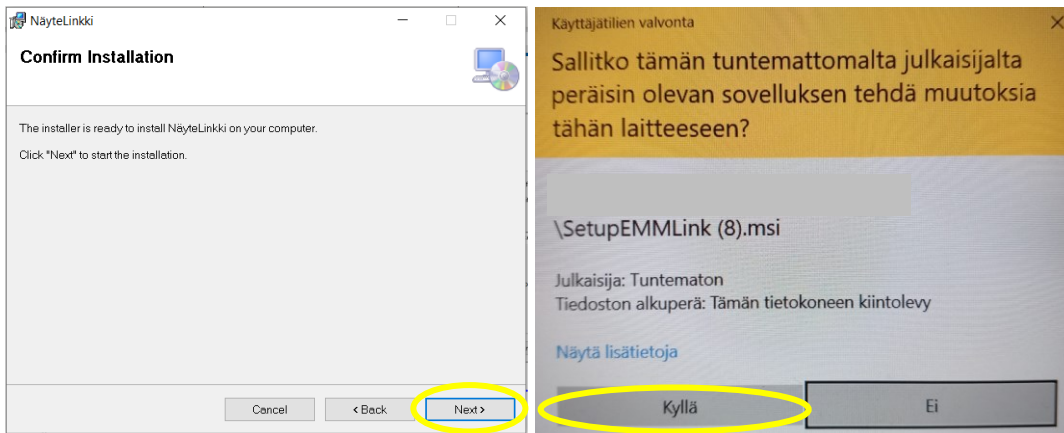 NäyteLinkki
Confirm Installation
The installer is ready to install NäyteLinkki on your computer.
Click "Next" to start the installation.
Cancel
< Back
Next >
Käyttäjätilien valvonta
Sallitko tämän tuntemattomalta julkaisijalta
peräisin olevan sovelluksen tehdä muutoksia
tähän laitteeseen?
\SetupEMMLink (8).msi
Julkaisija: Tuntematon
Tiedoston alkuperä: Tämän tietokoneen kiintolevy
Näytä lisätietoja
Kyllä
Ei